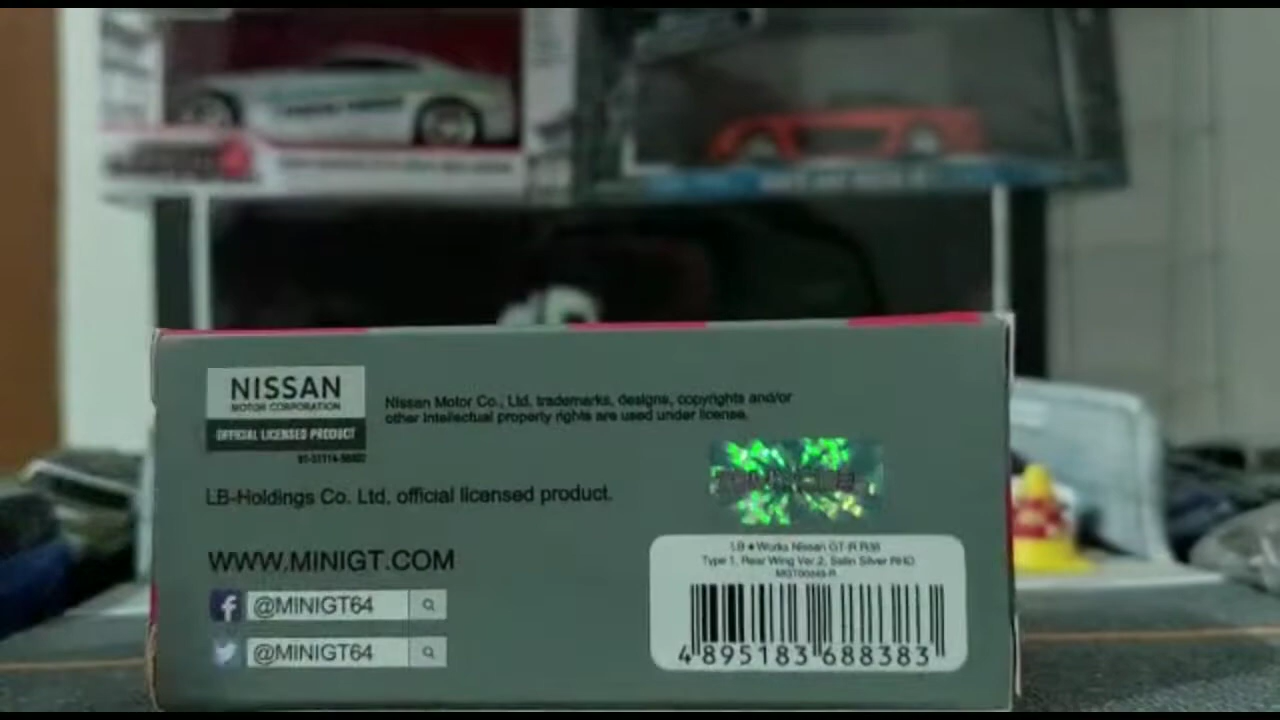 NISSAN
MOTOR CORPORATION
OFFICIAL LICENSED PRODUCT
Nissan Motor Co., Ltd. trademarks, designs, copyrights and/or
other intellectual property rights are used under license.
LB-Holdings Co. Ltd. official licensed product.
WWW.MINIGT.COM
@MINIGT64
@MINIGT64
LB★Works Nissan GT-R R35
Type 1, Rear Wing Ver.2, Satin Silver RHD
4 895183 688383